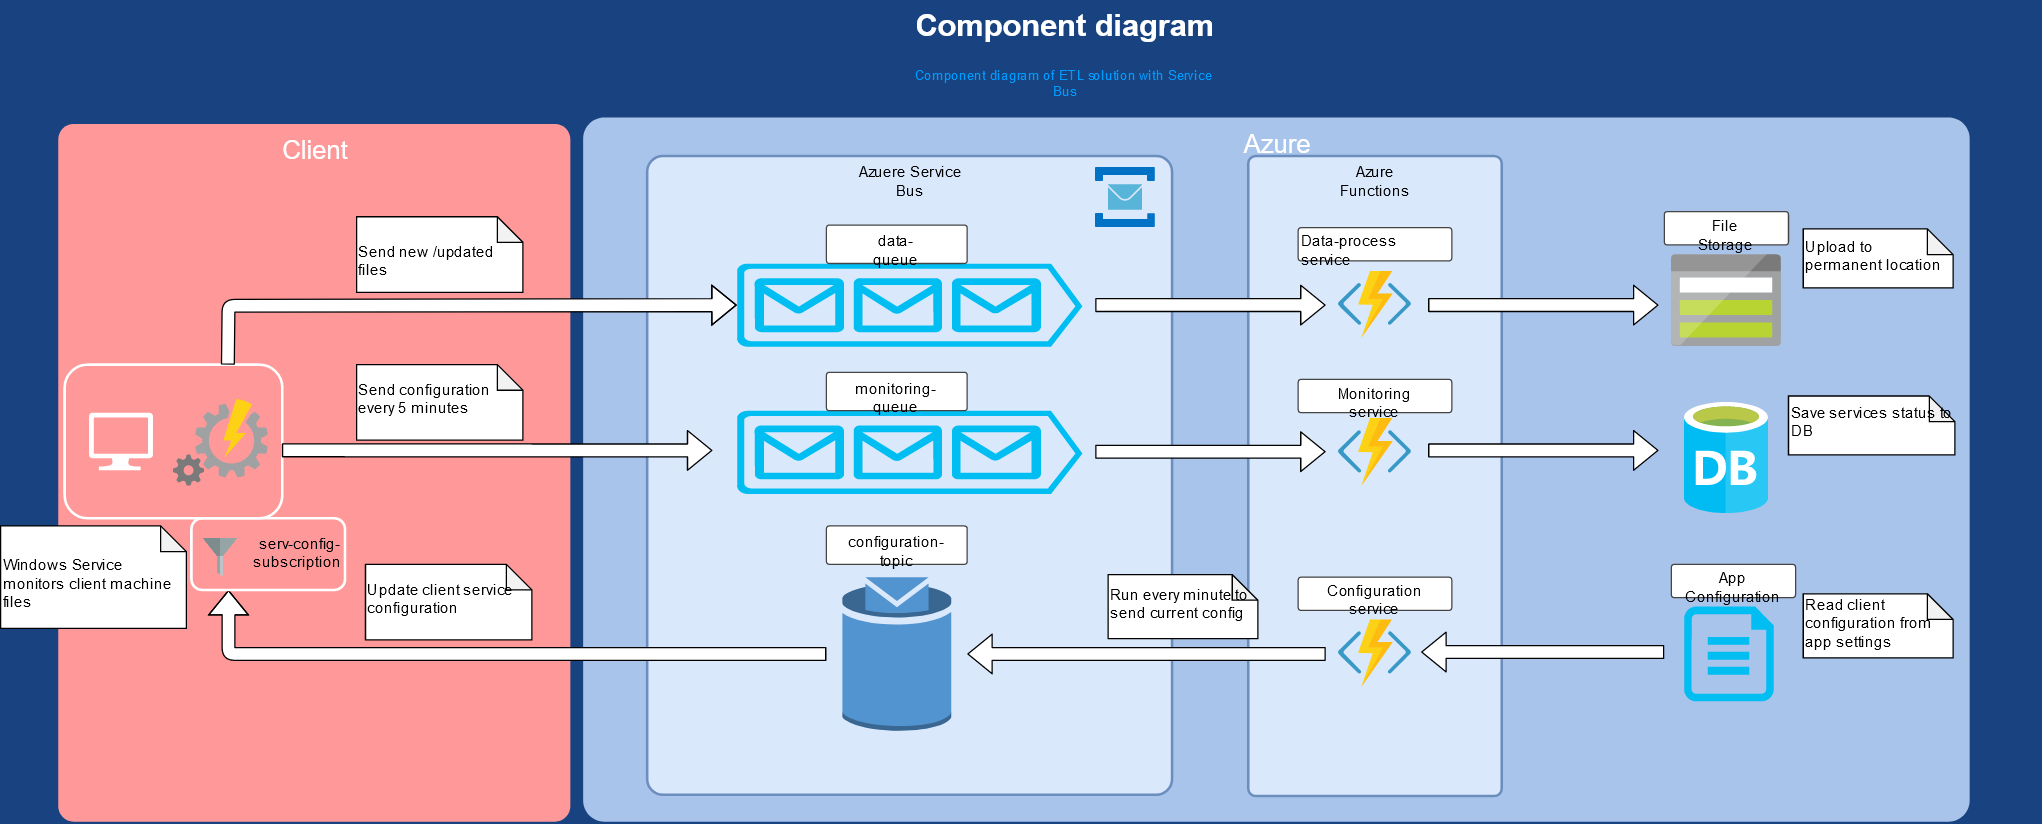 Component diagram
Component diagram of ETL solution with Service
Bus
Client
Azure
Azuere Service
Bus
Azure
Functions
Send new /updated
files
data-
queue
Data-process
service
File
Storage
Upload to
permanent location
Send configuration
every 5 minutes
monitoring-
queue
Monitoring
service
DB
Save services status to
DB
Windows Service
monitors client machine
files
serv-config-
subscription
Update client service
configuration
configuration-
topic
Run every minute to
send current config
Configuration
service
App
Configuration
Read client
configuration from
app settings